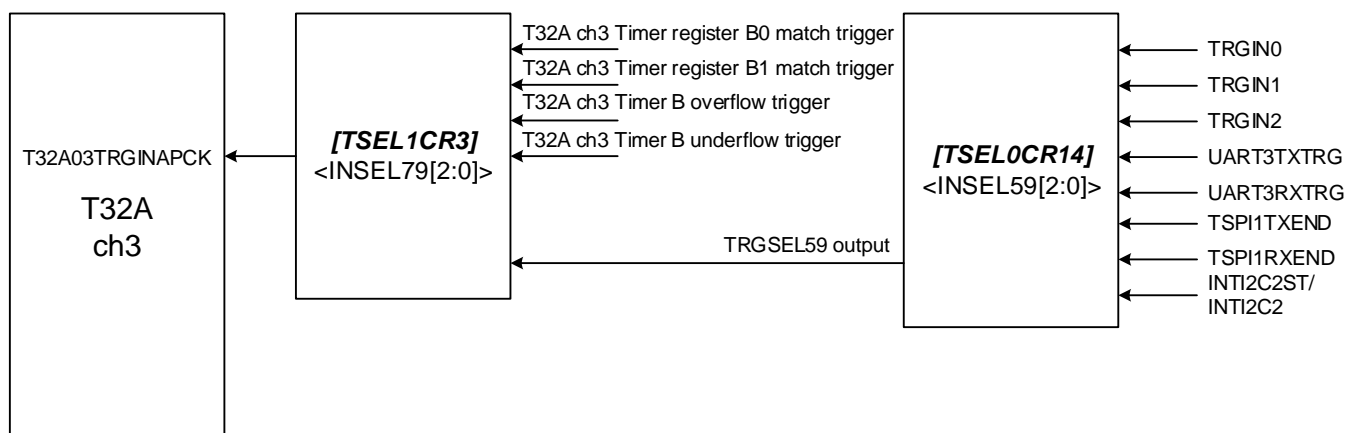 T32A03TRGINAPCK
T32A
ch3
[TSEL1CR3]
<INSEL79[2:0]>
T32A ch3 Timer register B0 match trigger
T32A ch3 Timer register B1 match trigger
T32A ch3 Timer B overflow trigger
T32A ch3 Timer B underflow trigger
TRGSEL59 output
[TSEL0CR14]
<INSEL59[2:0]>
TRGIN0
TRGIN1
TRGIN2
UART3TXTRG
UART3RXTRG
TSPI1TXEND
TSPI1RXEND
INTI2C2ST/
INTI2C2